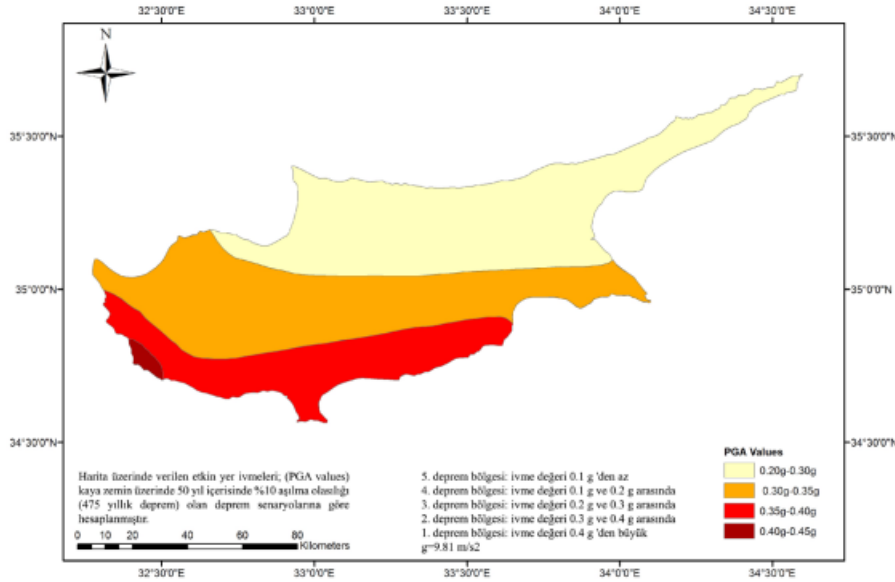 32°30'0"E 33°0'0"E 33°30'0"E 34°0'0"E 34°30'0"E
N
35°30'0"N 35°30'0"N
35°0'0"N 35°0'0"N
34°30'0"N 34°30'0"N
Harita üzerinde verilen etkin yer ivmeleri; (PGA values)
kaya zemin üzerinde 50 yıl içerisinde %10 aşılma olasılığı
(475 yıllık deprem) olan deprem senaryolarına göre
hesaplanmıştır.
0 10 20 40 60 80
Kilometers
5. deprem bölgesi: ivme değeri 0.1 g 'den az
4. deprem bölgesi: ivme değeri 0.1 g ve 0.2 g arasında
3. deprem bölgesi: ivme değeri 0.2 g ve 0.3 g arasında
2. deprem bölgesi: ivme değeri 0.3 g ve 0.4 g arasında
1. deprem bölgesi: ivme değeri 0.4 g 'den büyük
g=9.81 m/s2
PGA Values
0.20g-0.30g
0.30g-0.35g
0.35g-0.40g
0.40g-0.45g
32°30'0"E 33°0'0"E 33°30'0"E 34°0'0"E 34°30'0"E